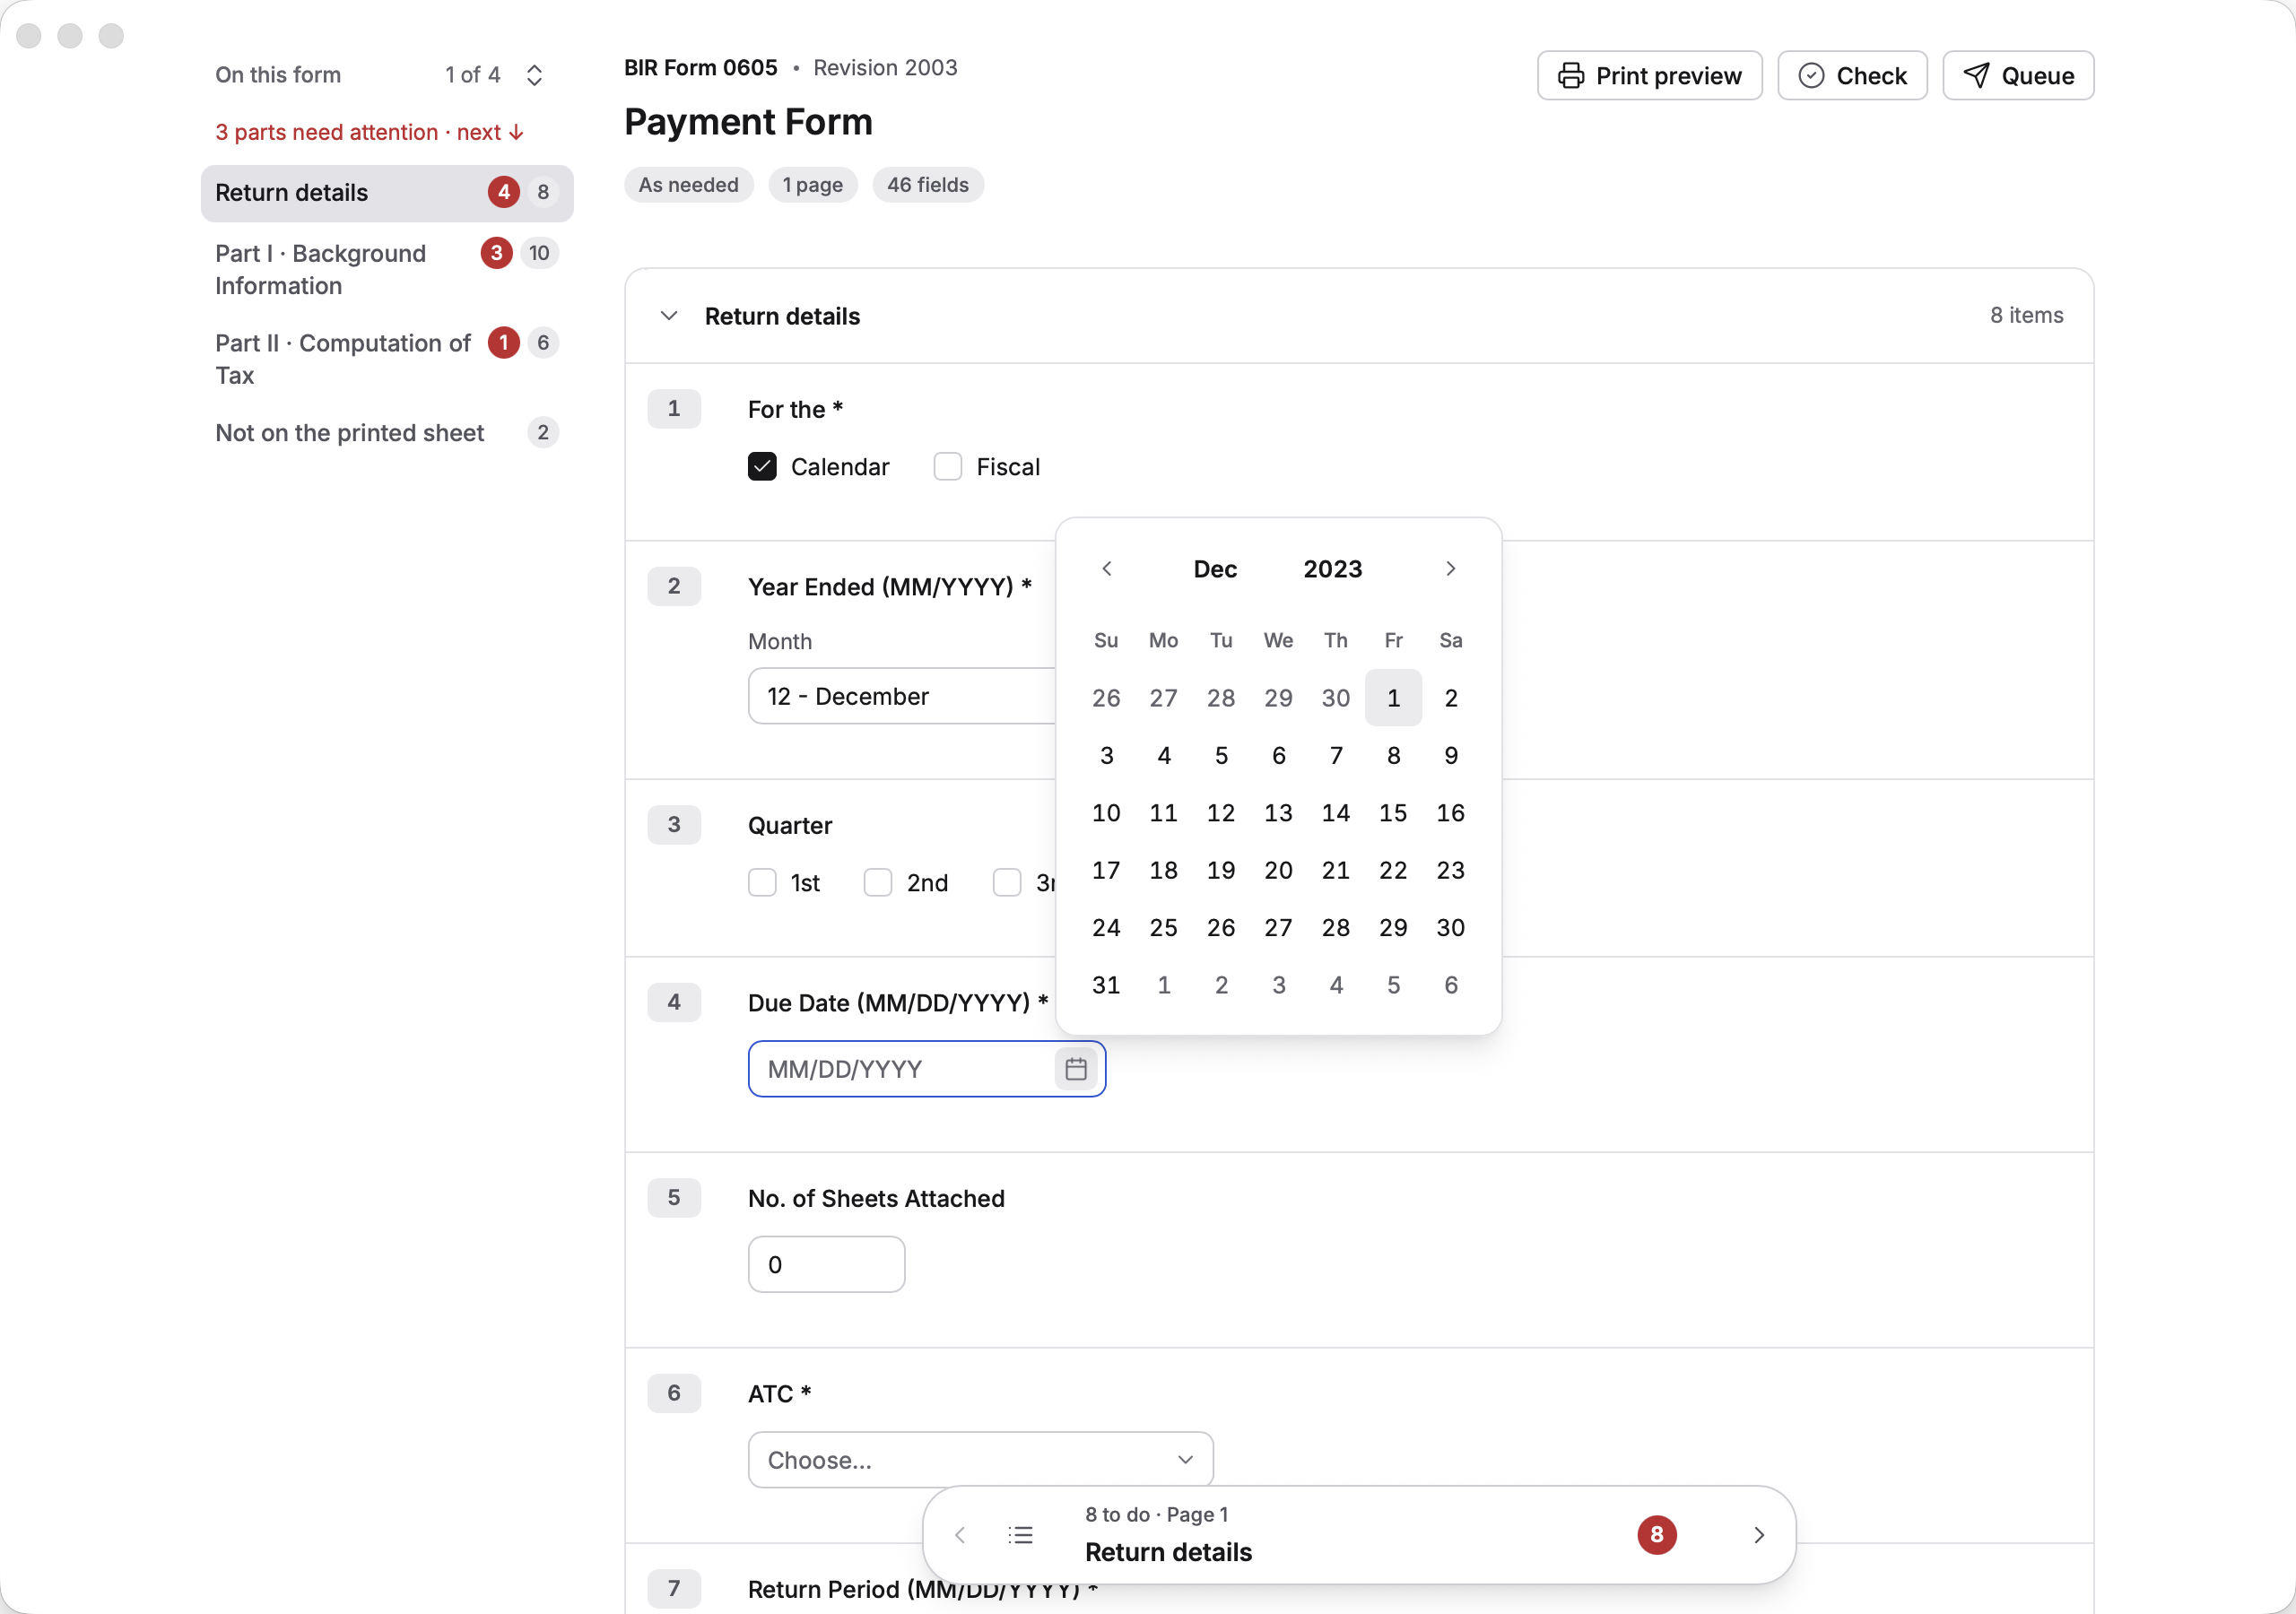 On this form 1 of 4
3 parts need attention · next ↓
Return details 4 8
Part I · Background Information 3 10
Part II · Computation of Tax 1 6
Not on the printed sheet 2
BIR Form 0605 • Revision 2003
Payment Form
As needed 1 page 46 fields
Print preview Check Queue
Return details 8 items
1 For the *
Calendar Fiscal
2 Year Ended (MM/YYYY) *
Month
12 - December
3 Quarter
1st 2nd
Dec 2023
Su Mo Tu We Th Fr Sa
26 27 28 29 30 1 2
3 4 5 6 7 8 9
10 11 12 13 14 15 16
17 18 19 20 21 22 23
24 25 26 27 28 29 30
31 1 2 3 4 5 6
4 Due Date (MM/DD/YYYY) *
MM/DD/YYYY
5 No. of Sheets Attached
0
6 ATC *
Choose...
8 to do · Page 1
Return details 8
7 Return Period (MM/DD/YYYY) *